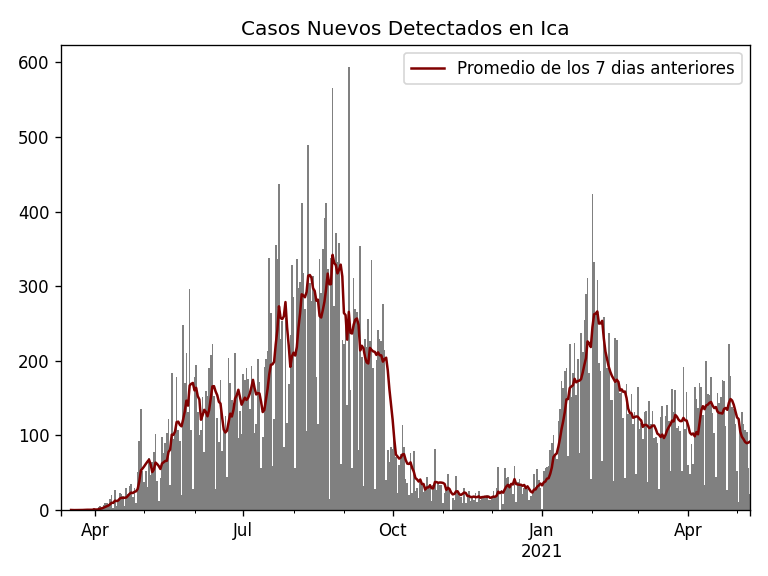 Casos Nuevos Detectados en Ica
Promedio de los 7 dias anteriores
600
500
400
300
200
100
0
Apr
Jul
Oct
Jan
2021
Apr